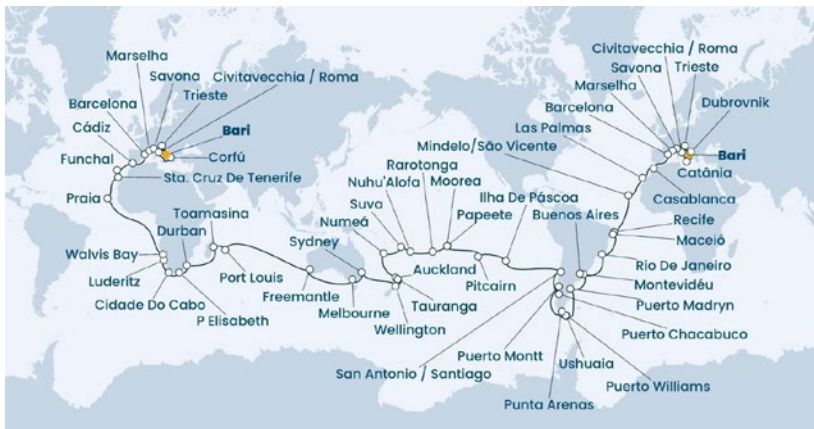 Marselha
Savona
Civitavecchia / Roma
Trieste
Barcelona
Bari
Cádiz
Corfú
Funchal
Sta. Cruz De Tenerife
Praia
Toamasina
Durban
Walvis Bay
Port Louis
Luderitz
Cidade Do Cabo
P Elisabeth
Freemantle
Sydney
Melbourne
Numeá
Suva
Nuhu'Alofa
Rarotonga
Moorea
Papeete
Auckland
Tauranga
Wellington
Pitcairn
Ilha De Páscoa
San Antonio / Santiago
Puerto Montt
Punta Arenas
Puerto Williams
Ushuaia
Puerto Chacabuco
Puerto Madryn
Montevidéu
Buenos Aires
Rio De Janeiro
Maceió
Recife
Mindelo/São Vicente
Las Palmas
Casablanca
Barcelona
Marselha
Savona
Civitavecchia / Roma
Trieste
Dubrovnik
Bari
Catânia